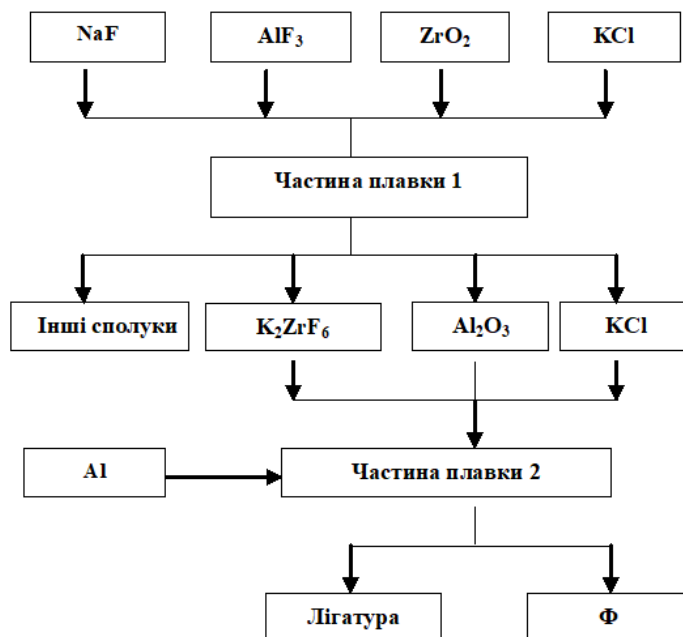 NaF
AlF₃
ZrO₂
KCl
Частина плавки 1
Інші сполуки
K₂ZrF₆
Al₂O₃
KCl
Al
Частина плавки 2
Лігатура
Ф